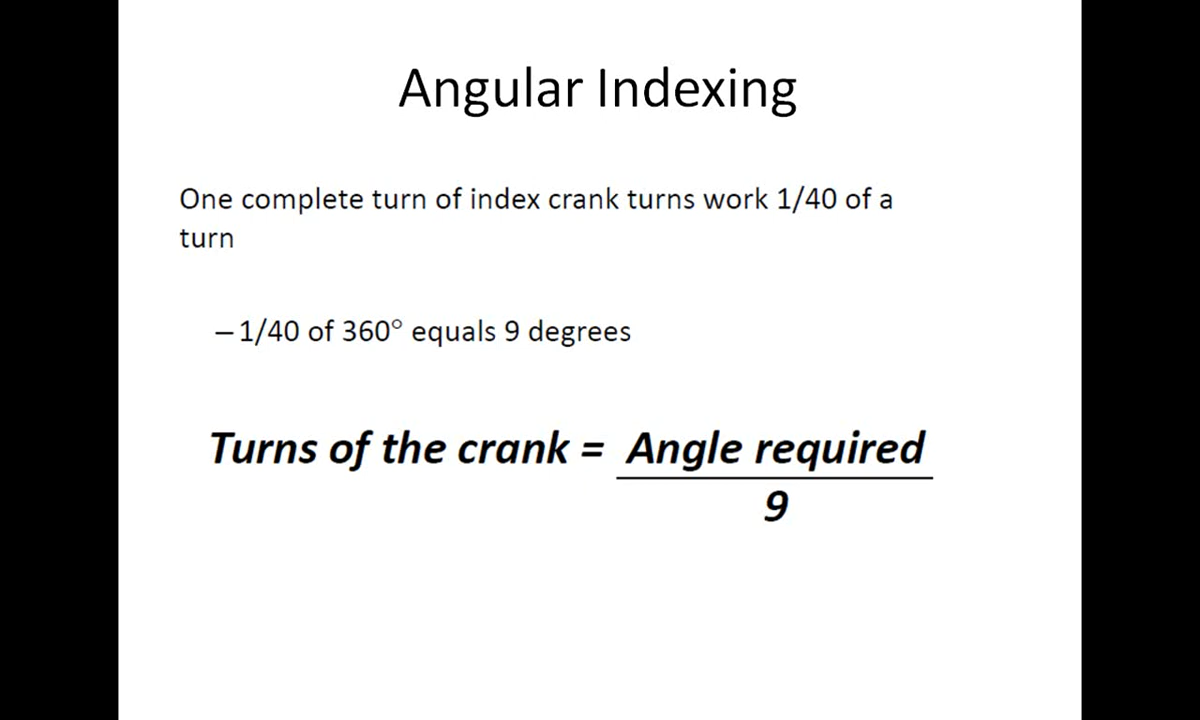 Angular Indexing
One complete turn of index crank turns work 1/40 of a
turn
– 1/40 of 360° equals 9 degrees
Turns of the crank = Angle required
9